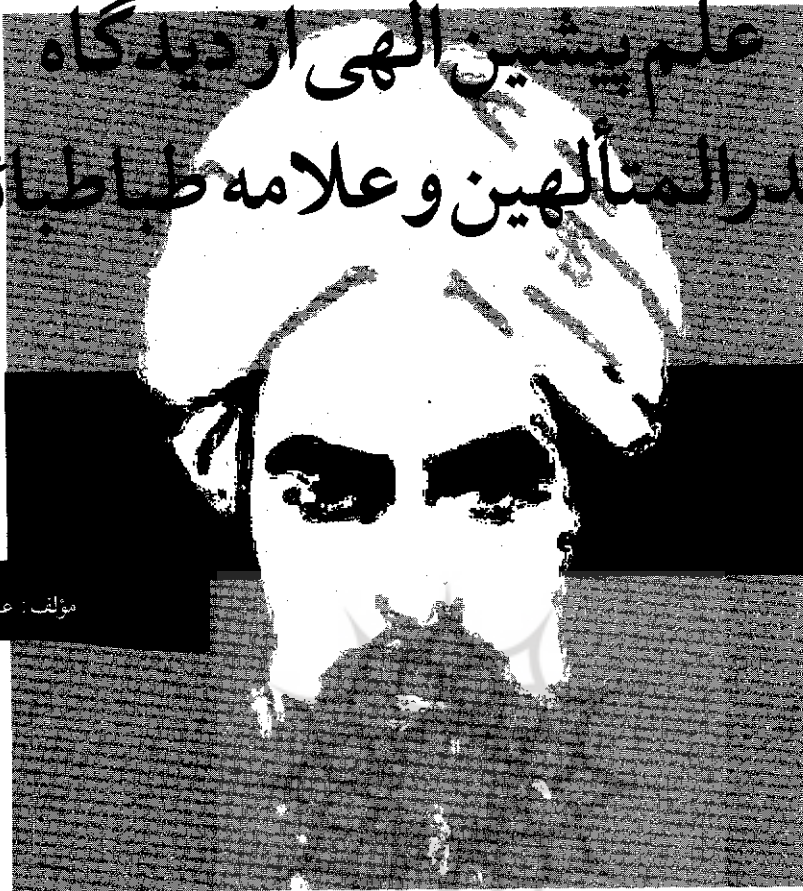 علم پیشین الهی از دیدگاه
درالمتألهین و علامه طباطبا
مؤلف: ع